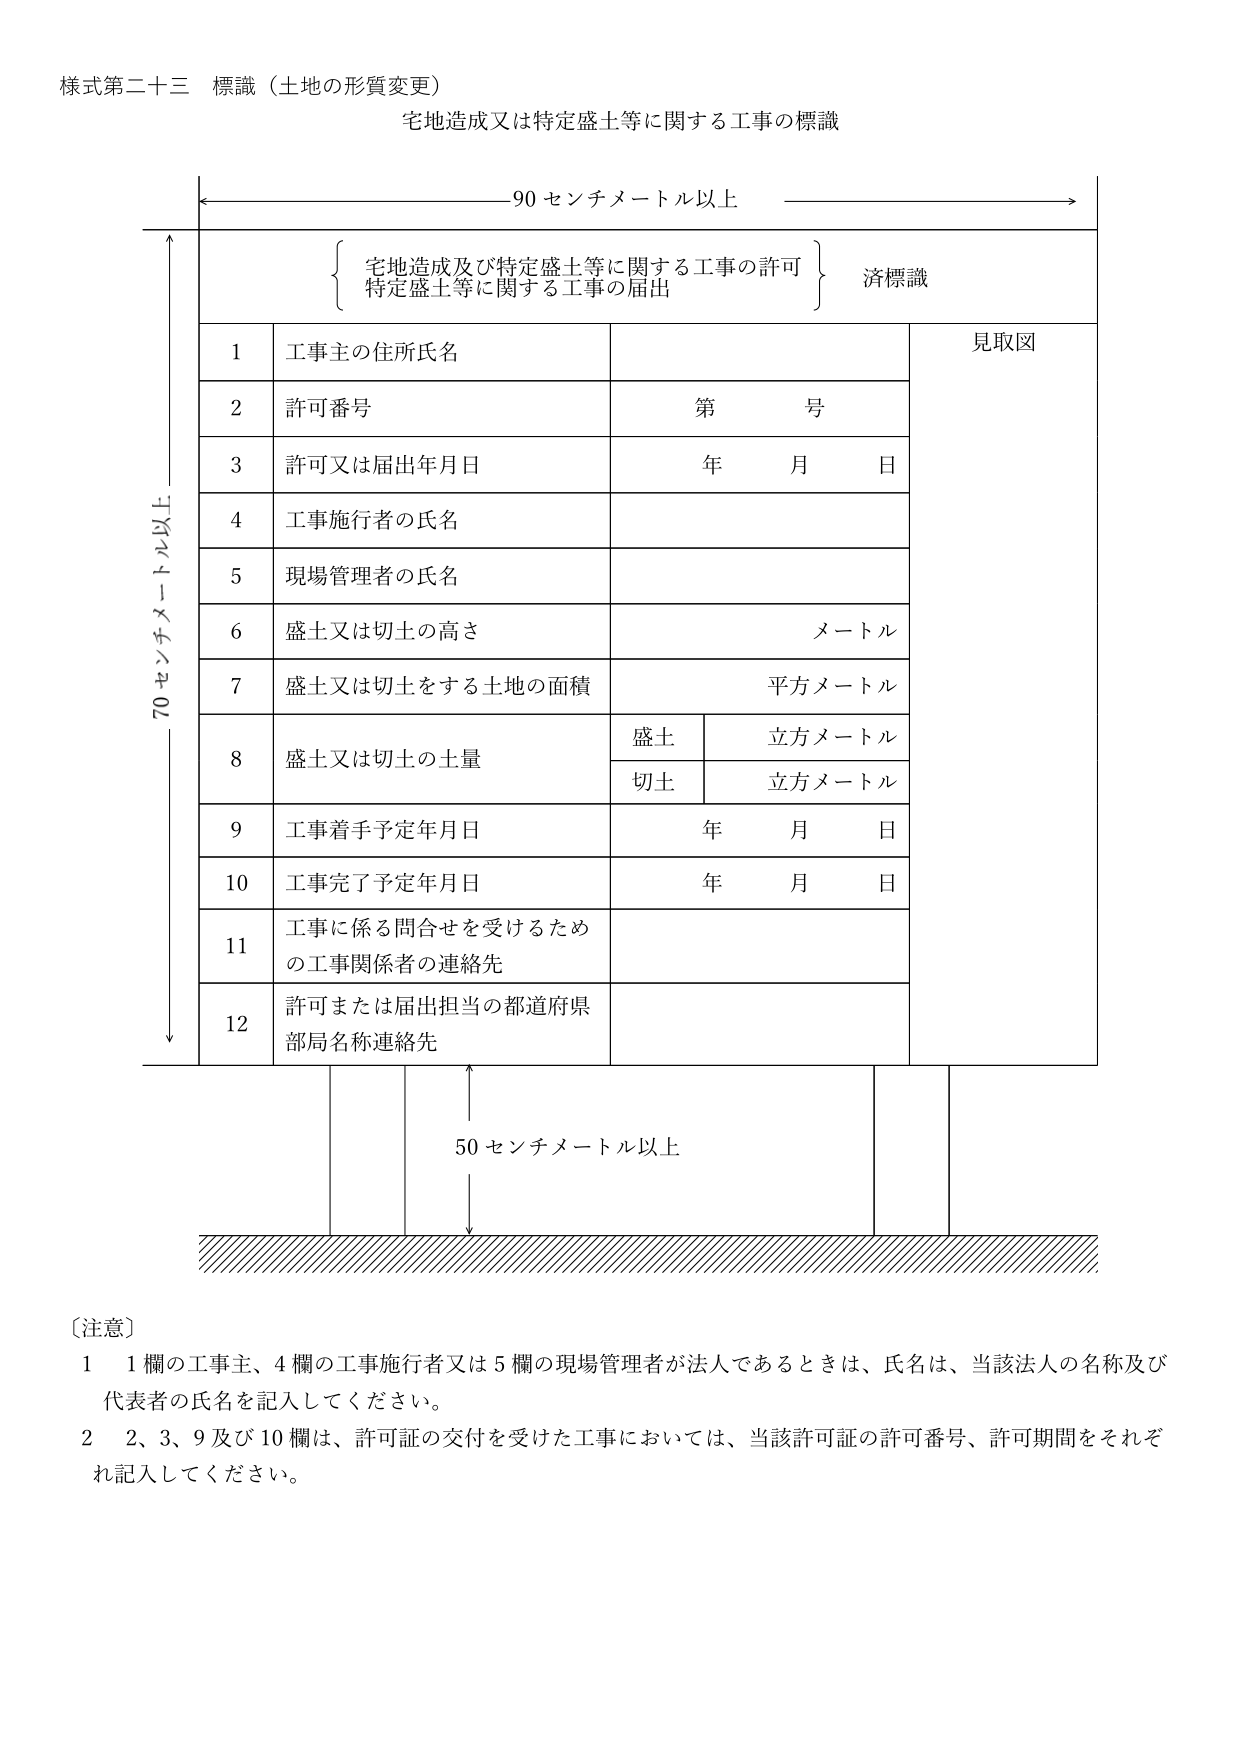 様式第二十三　標識（土地の形質変更）
宅地造成又は特定盛土等に関する工事の標識
90 センチメートル以上
宅地造成及び特定盛土等に関する工事の許可
特定盛土等に関する工事の届出
済標識
見取図
1 工事主の住所氏名
2 許可番号 第 号
3 許可又は届出年月日 年 月 日
4 工事施行者の氏名
5 現場管理者の氏名
6 盛土又は切土の高さ メートル
7 盛土又は切土をする土地の面積 平方メートル
8 盛土又は切土の土量
盛土 立方メートル
切土 立方メートル
9 工事着手予定年月日 年 月 日
10 工事完了予定年月日 年 月 日
11 工事に係る問合せを受けるため
の工事関係者の連絡先
12 許可または届出担当の都道府県
部局名称連絡先
70 センチメートル以上
50 センチメートル以上
〔注意〕
1　1 欄の工事主、4 欄の工事施行者又は 5 欄の現場管理者が法人であるときは、氏名は、当該法人の名称及び
代表者の氏名を記入してください。
2　2、3、9 及び 10 欄は、許可証の交付を受けた工事においては、当該許可証の許可番号、許可期間をそれぞ
れ記入してください。